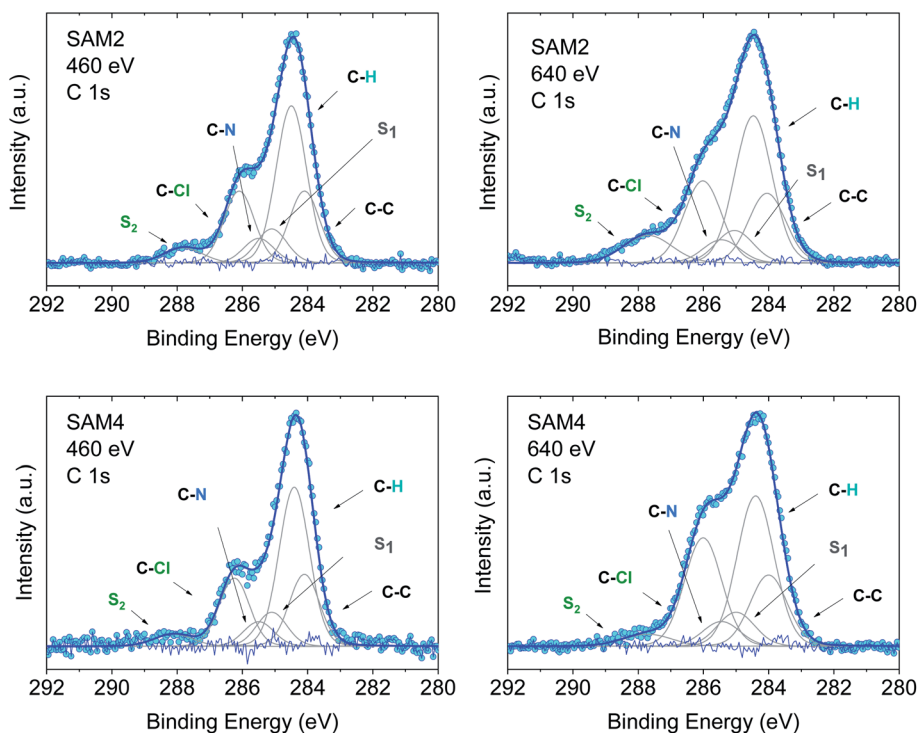 SAM2
460 eV
C 1s
C-H
C-N
S1
C-Cl
S2
C-C
Intensity (a.u.)
292 290 288 286 284 282 280
Binding Energy (eV)
SAM2
640 eV
C 1s
C-H
C-N
C-Cl
S1
S2
C-C
Intensity (a.u.)
292 290 288 286 284 282 280
Binding Energy (eV)
SAM4
460 eV
C 1s
C-N
C-H
S1
C-Cl
S2
C-C
Intensity (a.u.)
292 290 288 286 284 282 280
Binding Energy (eV)
SAM4
640 eV
C 1s
C-N
C-H
S1
C-Cl
S2
C-C
Intensity (a.u.)
292 290 288 286 284 282 280
Binding Energy (eV)